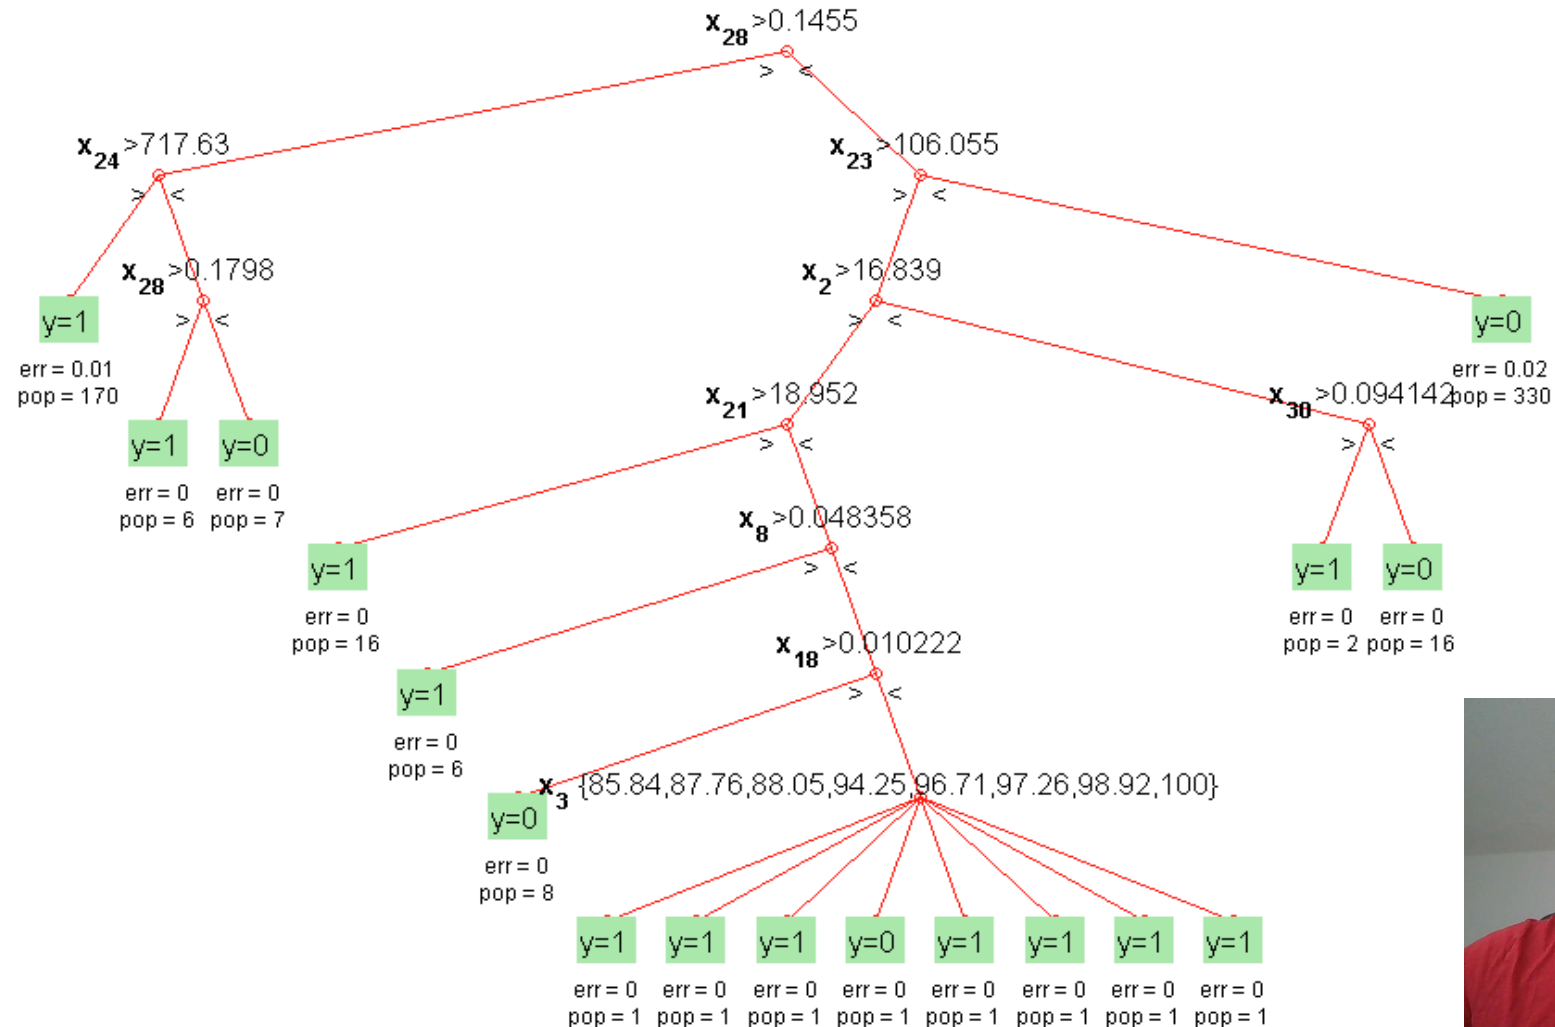 x28>0.1455
> <
x24>717.63
> <
x23>106.055
> <
y=1
err = 0.01
pop = 170
x28>0.1798
> <
x2>16.839
> <
y=0
err = 0.02
pop = 330
y=1
err = 0
pop = 6
y=0
err = 0
pop = 7
x21>18.952
> <
x30>0.094142
> <
y=1
err = 0
pop = 16
x8>0.048358
> <
y=1
err = 0
pop = 2
y=0
err = 0
pop = 16
y=1
err = 0
pop = 6
x18>0.010222
> <
y=0
err = 0
pop = 8
x3 {85.84,87.76,88.05,94.25,96.71,97.26,98.92,100}
y=1 y=1 y=1 y=0 y=1 y=1 y=1 y=1
err = 0 err = 0 err = 0 err = 0 err = 0 err = 0 err = 0 err = 0
pop = 1 pop = 1 pop = 1 pop = 1 pop = 1 pop = 1 pop = 1 pop = 1